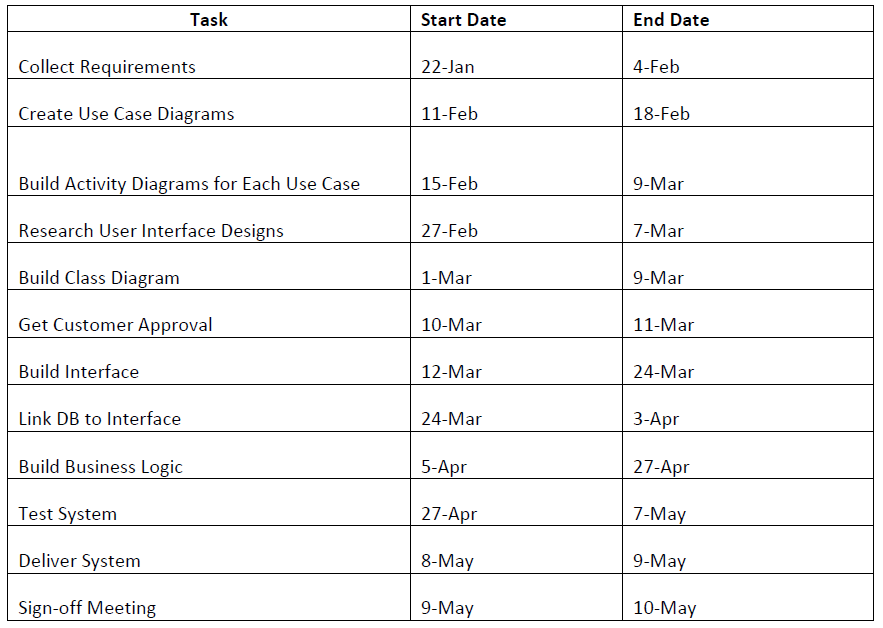 Task Start Date End Date
Collect Requirements 22-Jan 4-Feb
Create Use Case Diagrams 11-Feb 18-Feb
Build Activity Diagrams for Each Use Case 15-Feb 9-Mar
Research User Interface Designs 27-Feb 7-Mar
Build Class Diagram 1-Mar 9-Mar
Get Customer Approval 10-Mar 11-Mar
Build Interface 12-Mar 24-Mar
Link DB to Interface 24-Mar 3-Apr
Build Business Logic 5-Apr 27-Apr
Test System 27-Apr 7-May
Deliver System 8-May 9-May
Sign-off Meeting 9-May 10-May